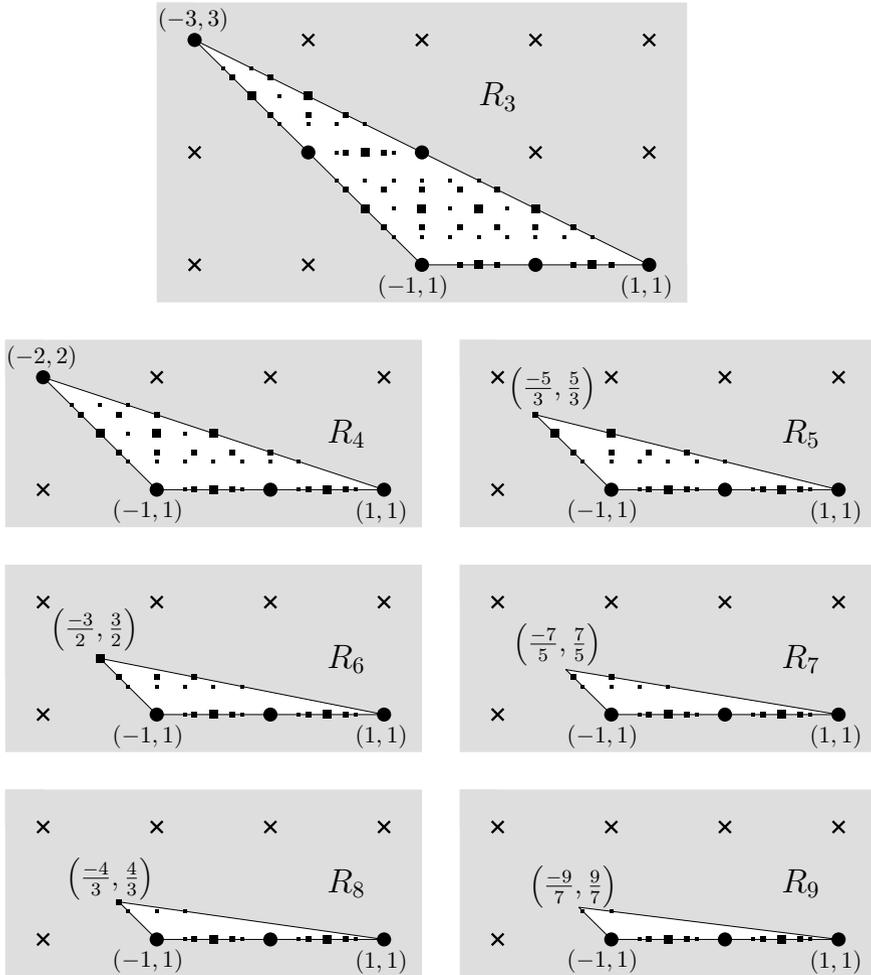 (−3, 3)
R₃
(−1, 1) (1, 1)
(−2, 2)
R₄
(−1, 1) (1, 1)
(−5/3, 5/3)
R₅
(−1, 1) (1, 1)
(−3/2, 3/2)
R₆
(−1, 1) (1, 1)
(−7/5, 7/5)
R₇
(−1, 1) (1, 1)
(−4/3, 4/3)
R₈
(−1, 1) (1, 1)
(−9/7, 9/7)
R₉
(−1, 1) (1, 1)